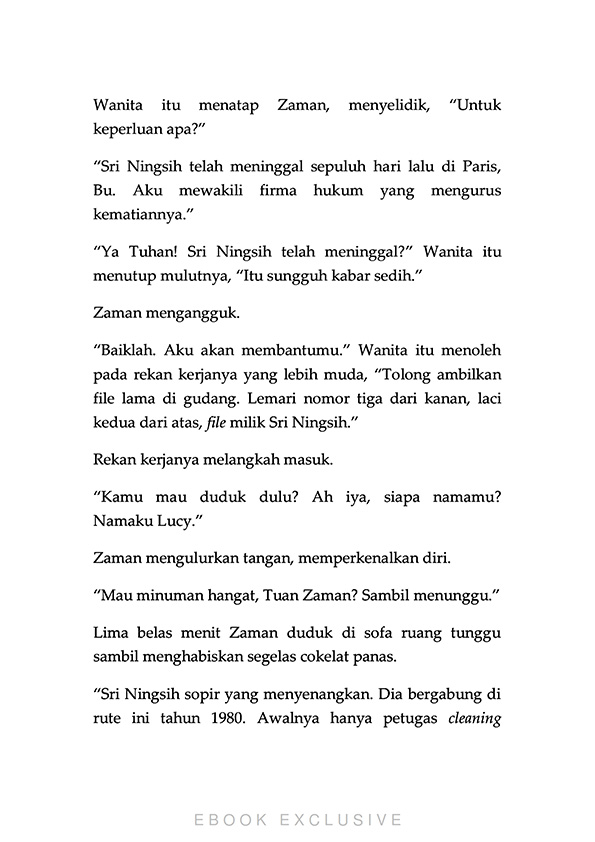 Wanita itu menatap Zaman, menyelidik, “Untuk
keperluan apa?”
“Sri Ningsih telah meninggal sepuluh hari lalu di Paris,
Bu. Aku mewakili firma hukum yang mengurus
kematiannya.”
“Ya Tuhan! Sri Ningsih telah meninggal?” Wanita itu
menutup mulutnya, “Itu sungguh kabar sedih.”
Zaman mengangguk.
“Baiklah. Aku akan membantumu.” Wanita itu menoleh
pada rekan kerjanya yang lebih muda, “Tolong ambilkan
file lama di gudang. Lemari nomor tiga dari kanan, laci
kedua dari atas, file milik Sri Ningsih.”
Rekan kerjanya melangkah masuk.
“Kamu mau duduk dulu? Ah iya, siapa namamu?
Namaku Lucy.”
Zaman mengulurkan tangan, memperkenalkan diri.
“Mau minuman hangat, Tuan Zaman? Sambil menunggu.”
Lima belas menit Zaman duduk di sofa ruang tunggu
sambil menghabiskan segelas cokelat panas.
“Sri Ningsih sopir yang menyenangkan. Dia bergabung di
rute ini tahun 1980. Awalnya hanya petugas cleaning
EBOOK EXCLUSIVE